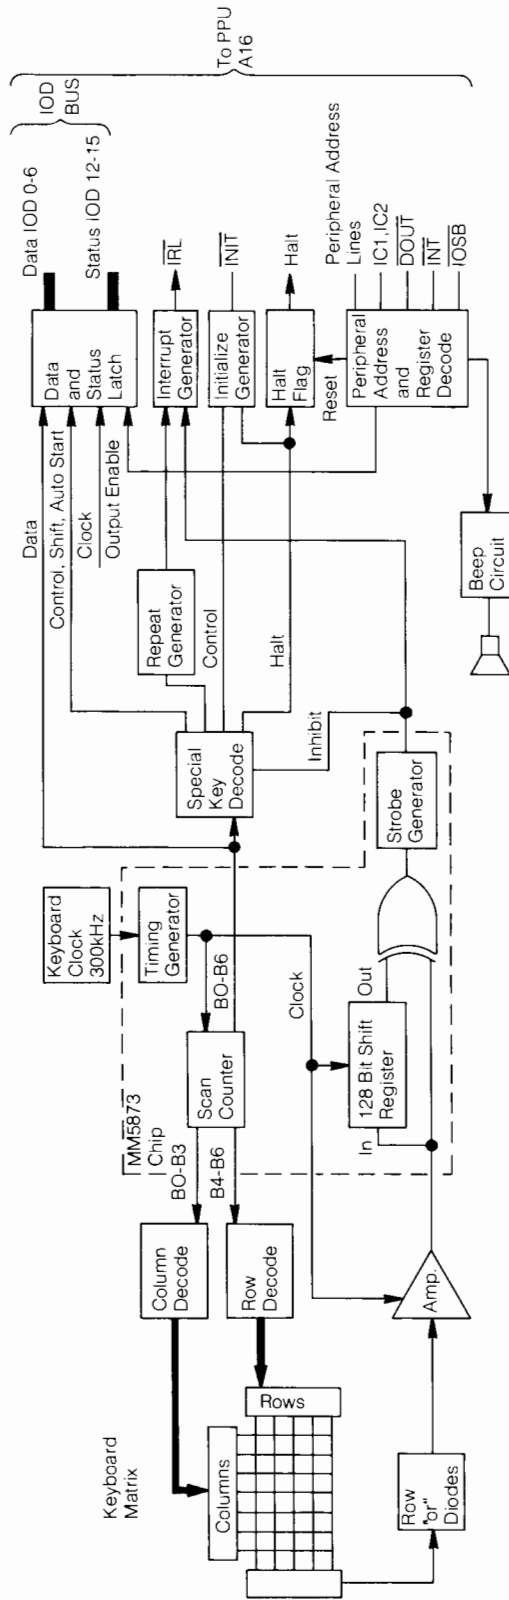 Keyboard
Matrix
Columns
Rows
Column
Decode
Row
Decode
Row
"or"
Diodes
Amp.
MM5873
Chip
BO-B3
B4-B6
Scan
Counter
BO-B6
Keyboard
Clock
300kHz
Timing
Generator
Clock
In
128 Bit Shift
Register
Out
Strobe
Generator
Special
Key
Decode
Inhibit
Repeat
Generator
Control
Halt
Data
Control, Shift, Auto Start
Clock
Output Enable
Data
and
Status
Latch
Interrupt
Generator
Initialize
Generator
Halt
Flag
Reset
Peripheral
Address
and
Register
Decode
Beep
Circuit
Data IOD 0-6
Status IOD 12-15
IOD
BUS
IRL
INIT
Halt
Peripheral Address
Lines
IC1,IC2
DOUT
INT
IOSB
To PPU
A16